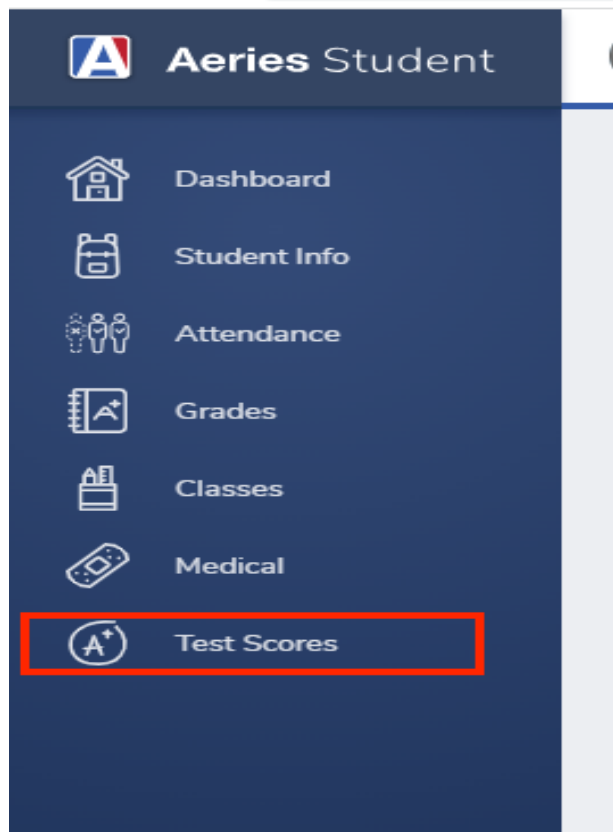 Aeries Student
Dashboard
Student Info
Attendance
Grades
Classes
Medical
Test Scores